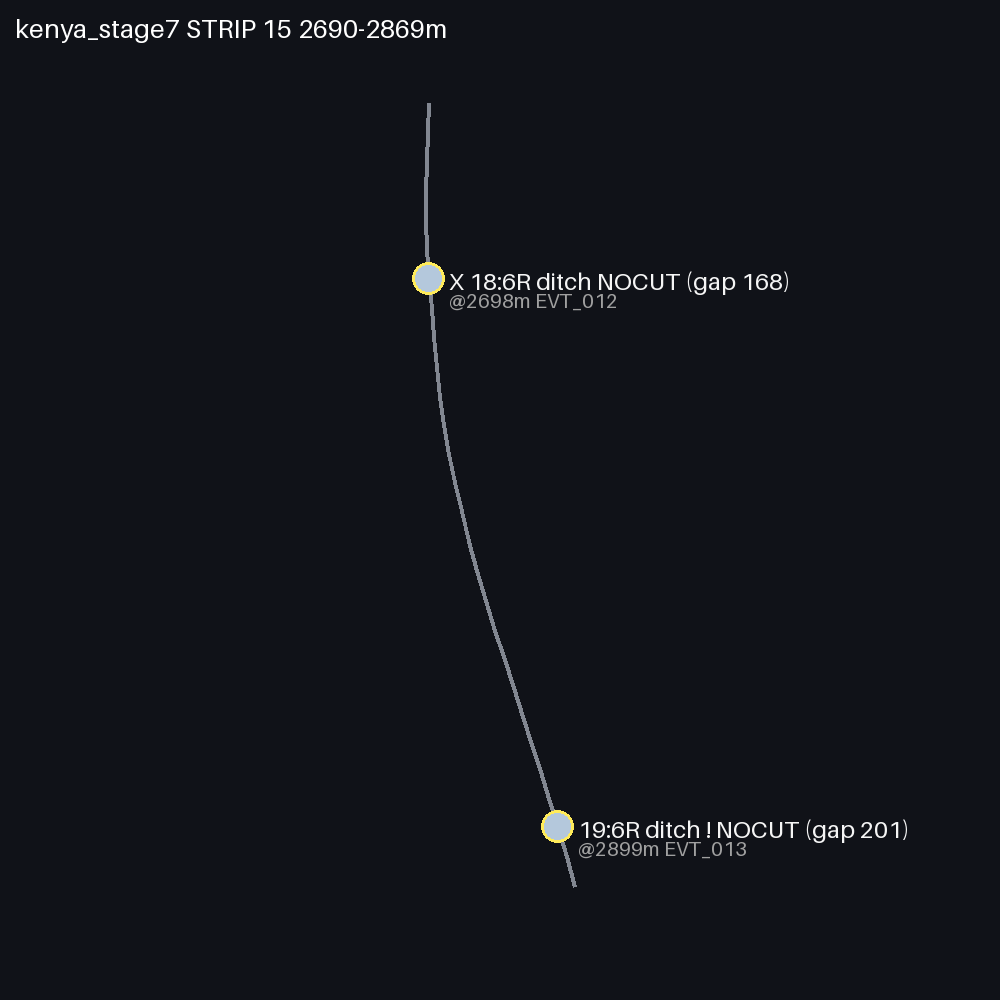 kenya_stage7 STRIP 15 2690-2869m
X 18:6R ditch NOCUT (gap 168)
@2698m EVT_012
19:6R ditch ! NOCUT (gap 201)
@2899m EVT_013